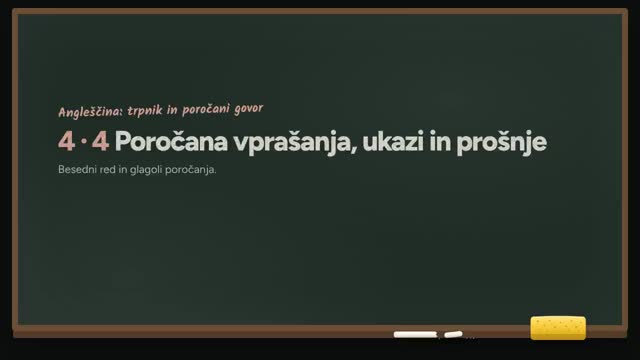 Angleščina: trpnik in poročani govor
4 · 4 Poročana vprašanja, ukazi in prošnje
Besedni red in glagoli poročanja.